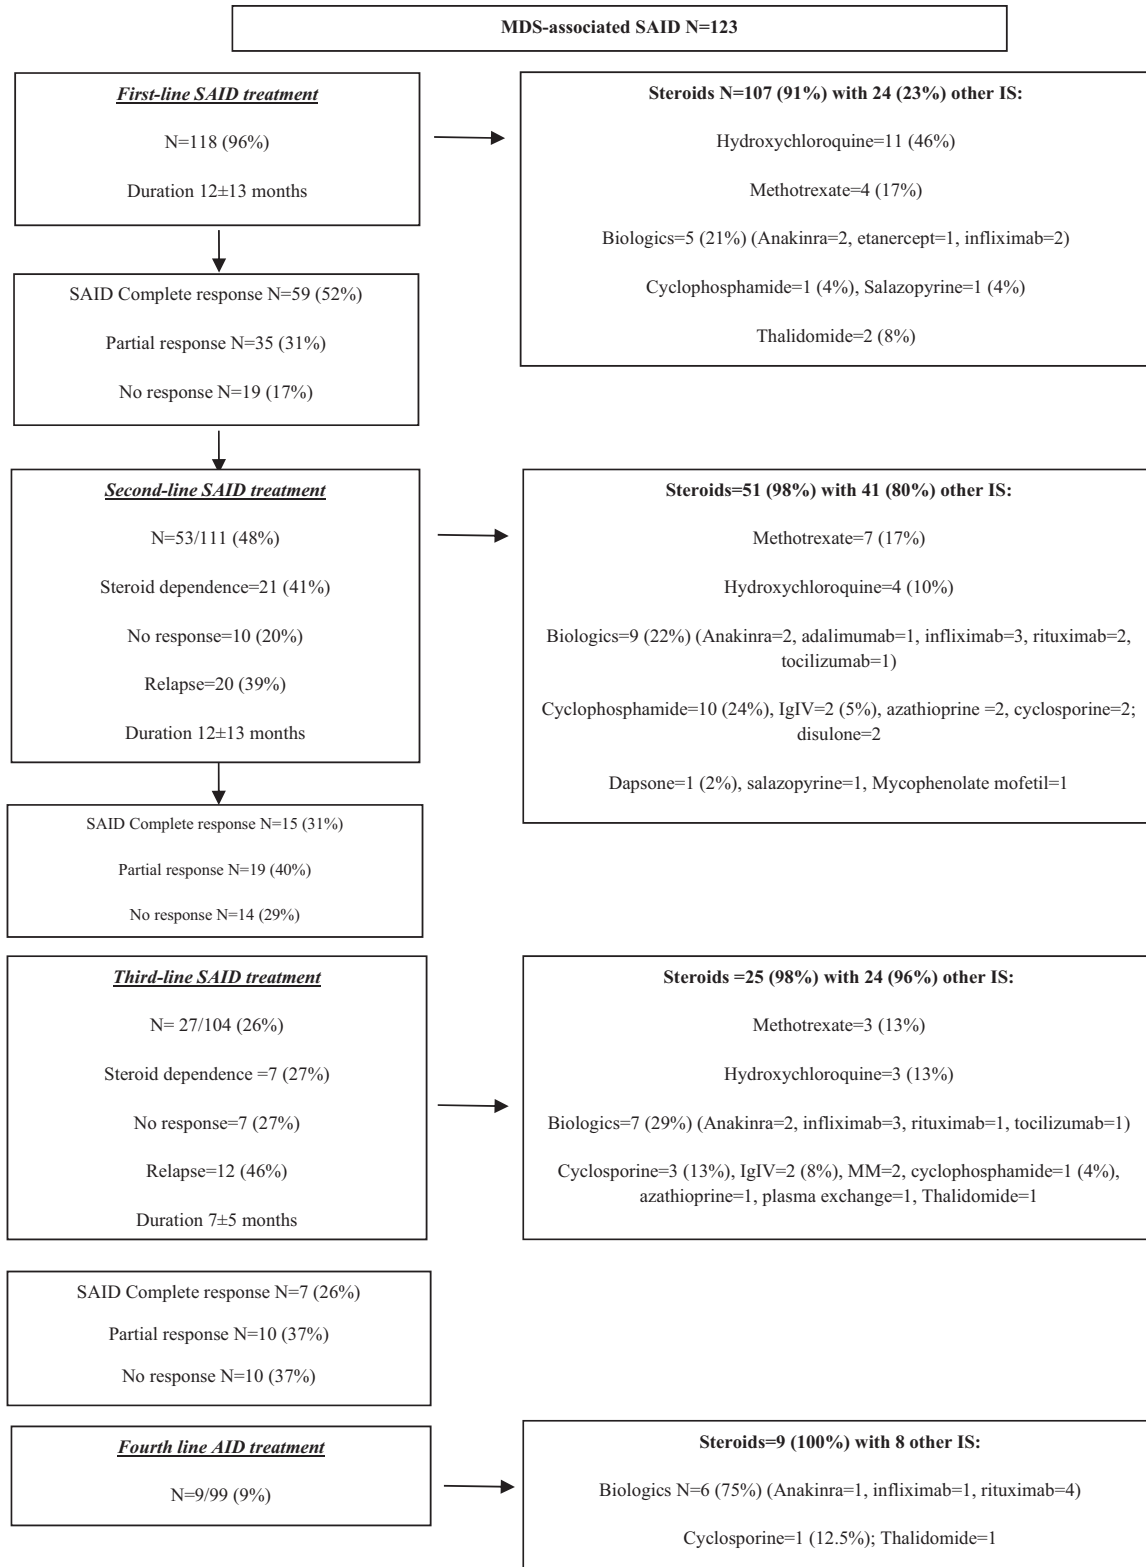 MDS-associated SAID N=123
First-line SAID treatment
N=118 (96%)
Duration 12±13 months
Steroids N=107 (91%) with 24 (23%) other IS:
Hydroxychloroquine=11 (46%)
Methotrexate=4 (17%)
Biologics=5 (21%) (Anakinra=2, etanercept=1, infliximab=2)
Cyclophosphamide=1 (4%), Salazopyrine=1 (4%)
Thalidomide=2 (8%)
SAID Complete response N=59 (52%)
Partial response N=35 (31%)
No response N=19 (17%)
Second-line SAID treatment
N=53/111 (48%)
Steroid dependence=21 (41%)
No response=10 (20%)
Relapse=20 (39%)
Duration 12±13 months
Steroids=51 (98%) with 41 (80%) other IS:
Methotrexate=7 (17%)
Hydroxychloroquine=4 (10%)
Biologics=9 (22%) (Anakinra=2, adalimumab=1, infliximab=3, rituximab=2,
tocilizumab=1)
Cyclophosphamide=10 (24%), IgIV=2 (5%), azathioprine =2, cyclosporine=2;
disulone=2
Dapsone=1 (2%), salazopyrine=1, Mycophenolate mofetil=1
SAID Complete response N=15 (31%)
Partial response N=19 (40%)
No response N=14 (29%)
Third-line SAID treatment
N= 27/104 (26%)
Steroid dependence =7 (27%)
No response=7 (27%)
Relapse=12 (46%)
Duration 7±5 months
Steroids =25 (98%) with 24 (96%) other IS:
Methotrexate=3 (13%)
Hydroxychloroquine=3 (13%)
Biologics=7 (29%) (Anakinra=2, infliximab=3, rituximab=1, tocilizumab=1)
Cyclosporine=3 (13%), IgIV=2 (8%), MM=2, cyclophosphamide=1 (4%),
azathioprine=1, plasma exchange=1, Thalidomide=1
SAID Complete response N=7 (26%)
Partial response N=10 (37%)
No response N=10 (37%)
Fourth line AID treatment
N=9/99 (9%)
Steroids=9 (100%) with 8 other IS:
Biologics N=6 (75%) (Anakinra=1, infliximab=1, rituximab=4)
Cyclosporine=1 (12.5%); Thalidomide=1